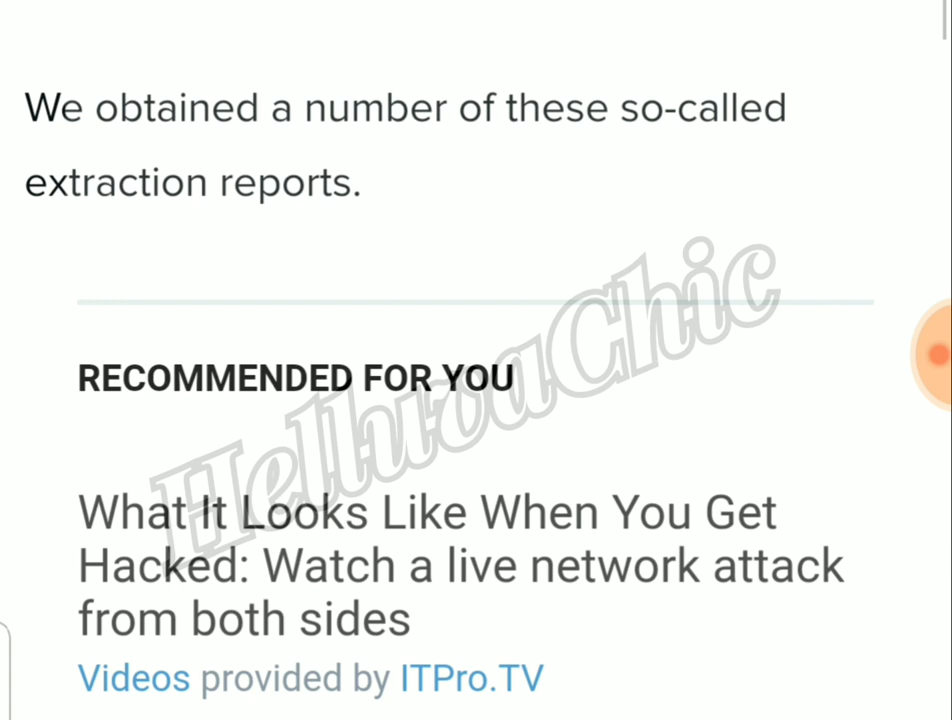 We obtained a number of these so-called
extraction reports.
RECOMMENDED FOR YOU
What It Looks Like When You Get
Hacked: Watch a live network attack
from both sides
Videos provided by ITPro.TV